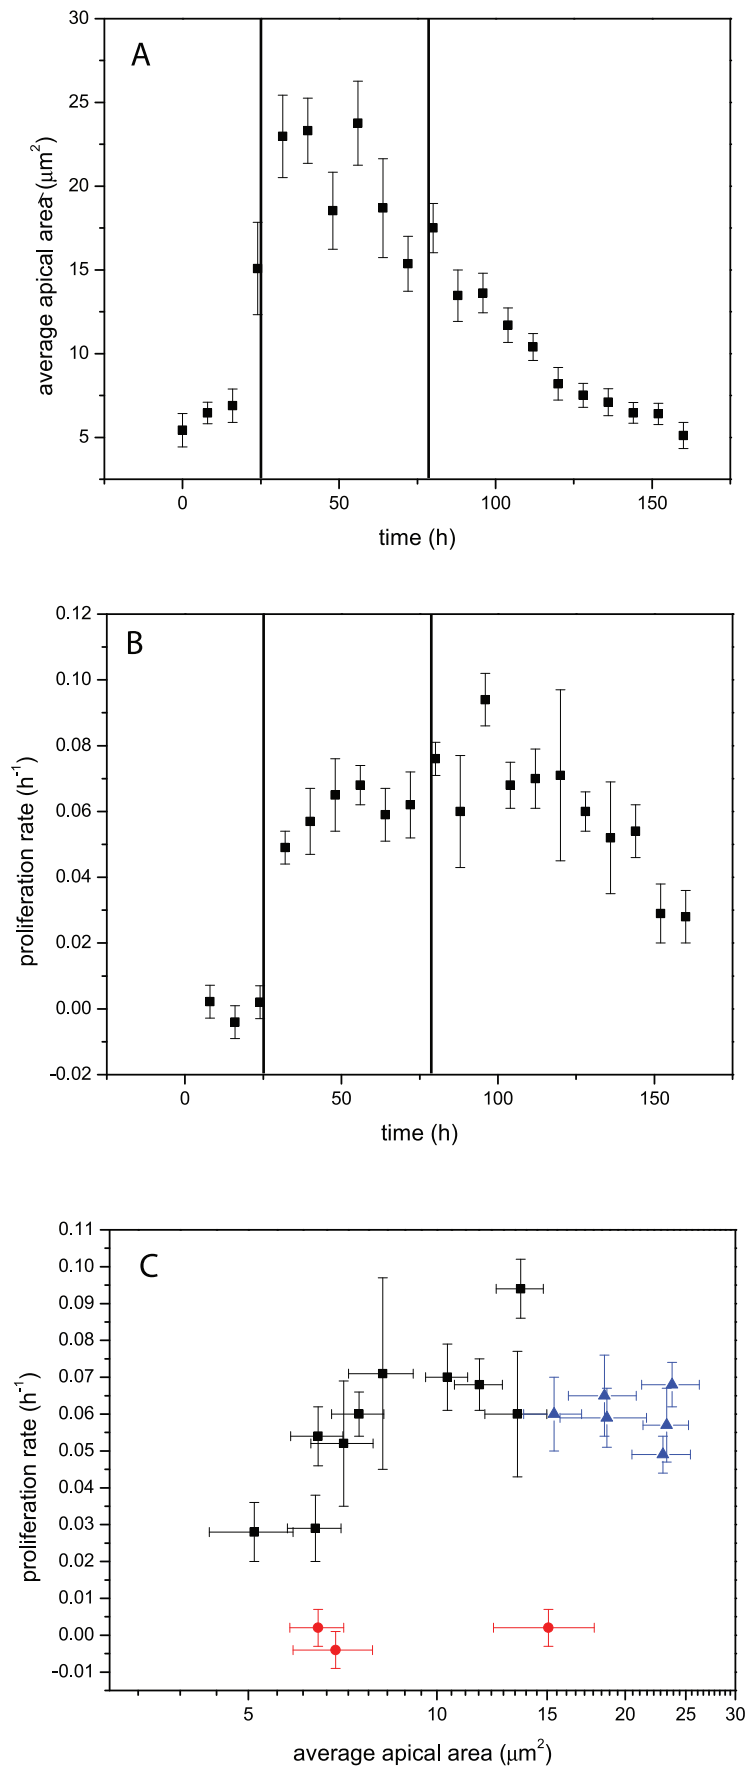 A
average apical area (μm²)
30
25
20
15
10
5
0 50 100 150
time (h)
B
proliferation rate (h⁻¹)
0.12
0.10
0.08
0.06
0.04
0.02
0.00
-0.02
0 50 100 150
time (h)
C
proliferation rate (h⁻¹)
0.11
0.10
0.09
0.08
0.07
0.06
0.05
0.04
0.03
0.02
0.01
0.00
-0.01
5 10 15 20 25 30
average apical area (μm²)